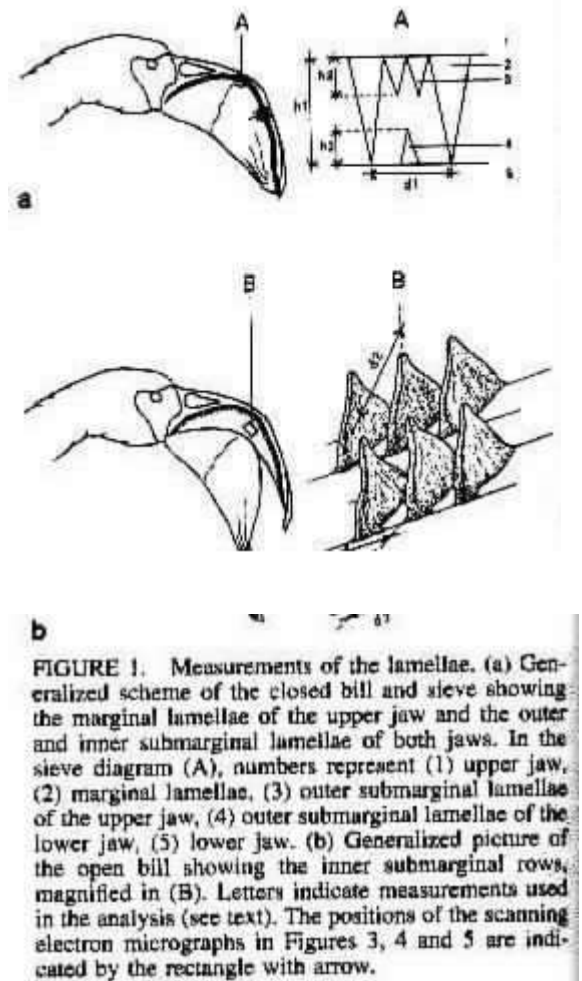 A
A
1
2
3
h1
h3
4
d1
5
a
B
B
d2
b
FIGURE 1. Measurements of the lamellae. (a) Gen-
eralized scheme of the closed bill and sieve showing
the marginal lamellae of the upper jaw and the outer
and inner submarginal lamellae of both jaws. In the
sieve diagram (A), numbers represent (1) upper jaw,
(2) marginal lamellae, (3) outer submarginal lamellae
of the upper jaw, (4) outer submarginal lamellae of the
lower jaw, (5) lower jaw. (b) Generalized picture of
the open bill showing the inner submarginal rows,
magnified in (B). Letters indicate measurements used
in the analysis (see text). The positions of the scanning
electron micrographs in Figures 3, 4 and 5 are indi-
cated by the rectangle with arrow.